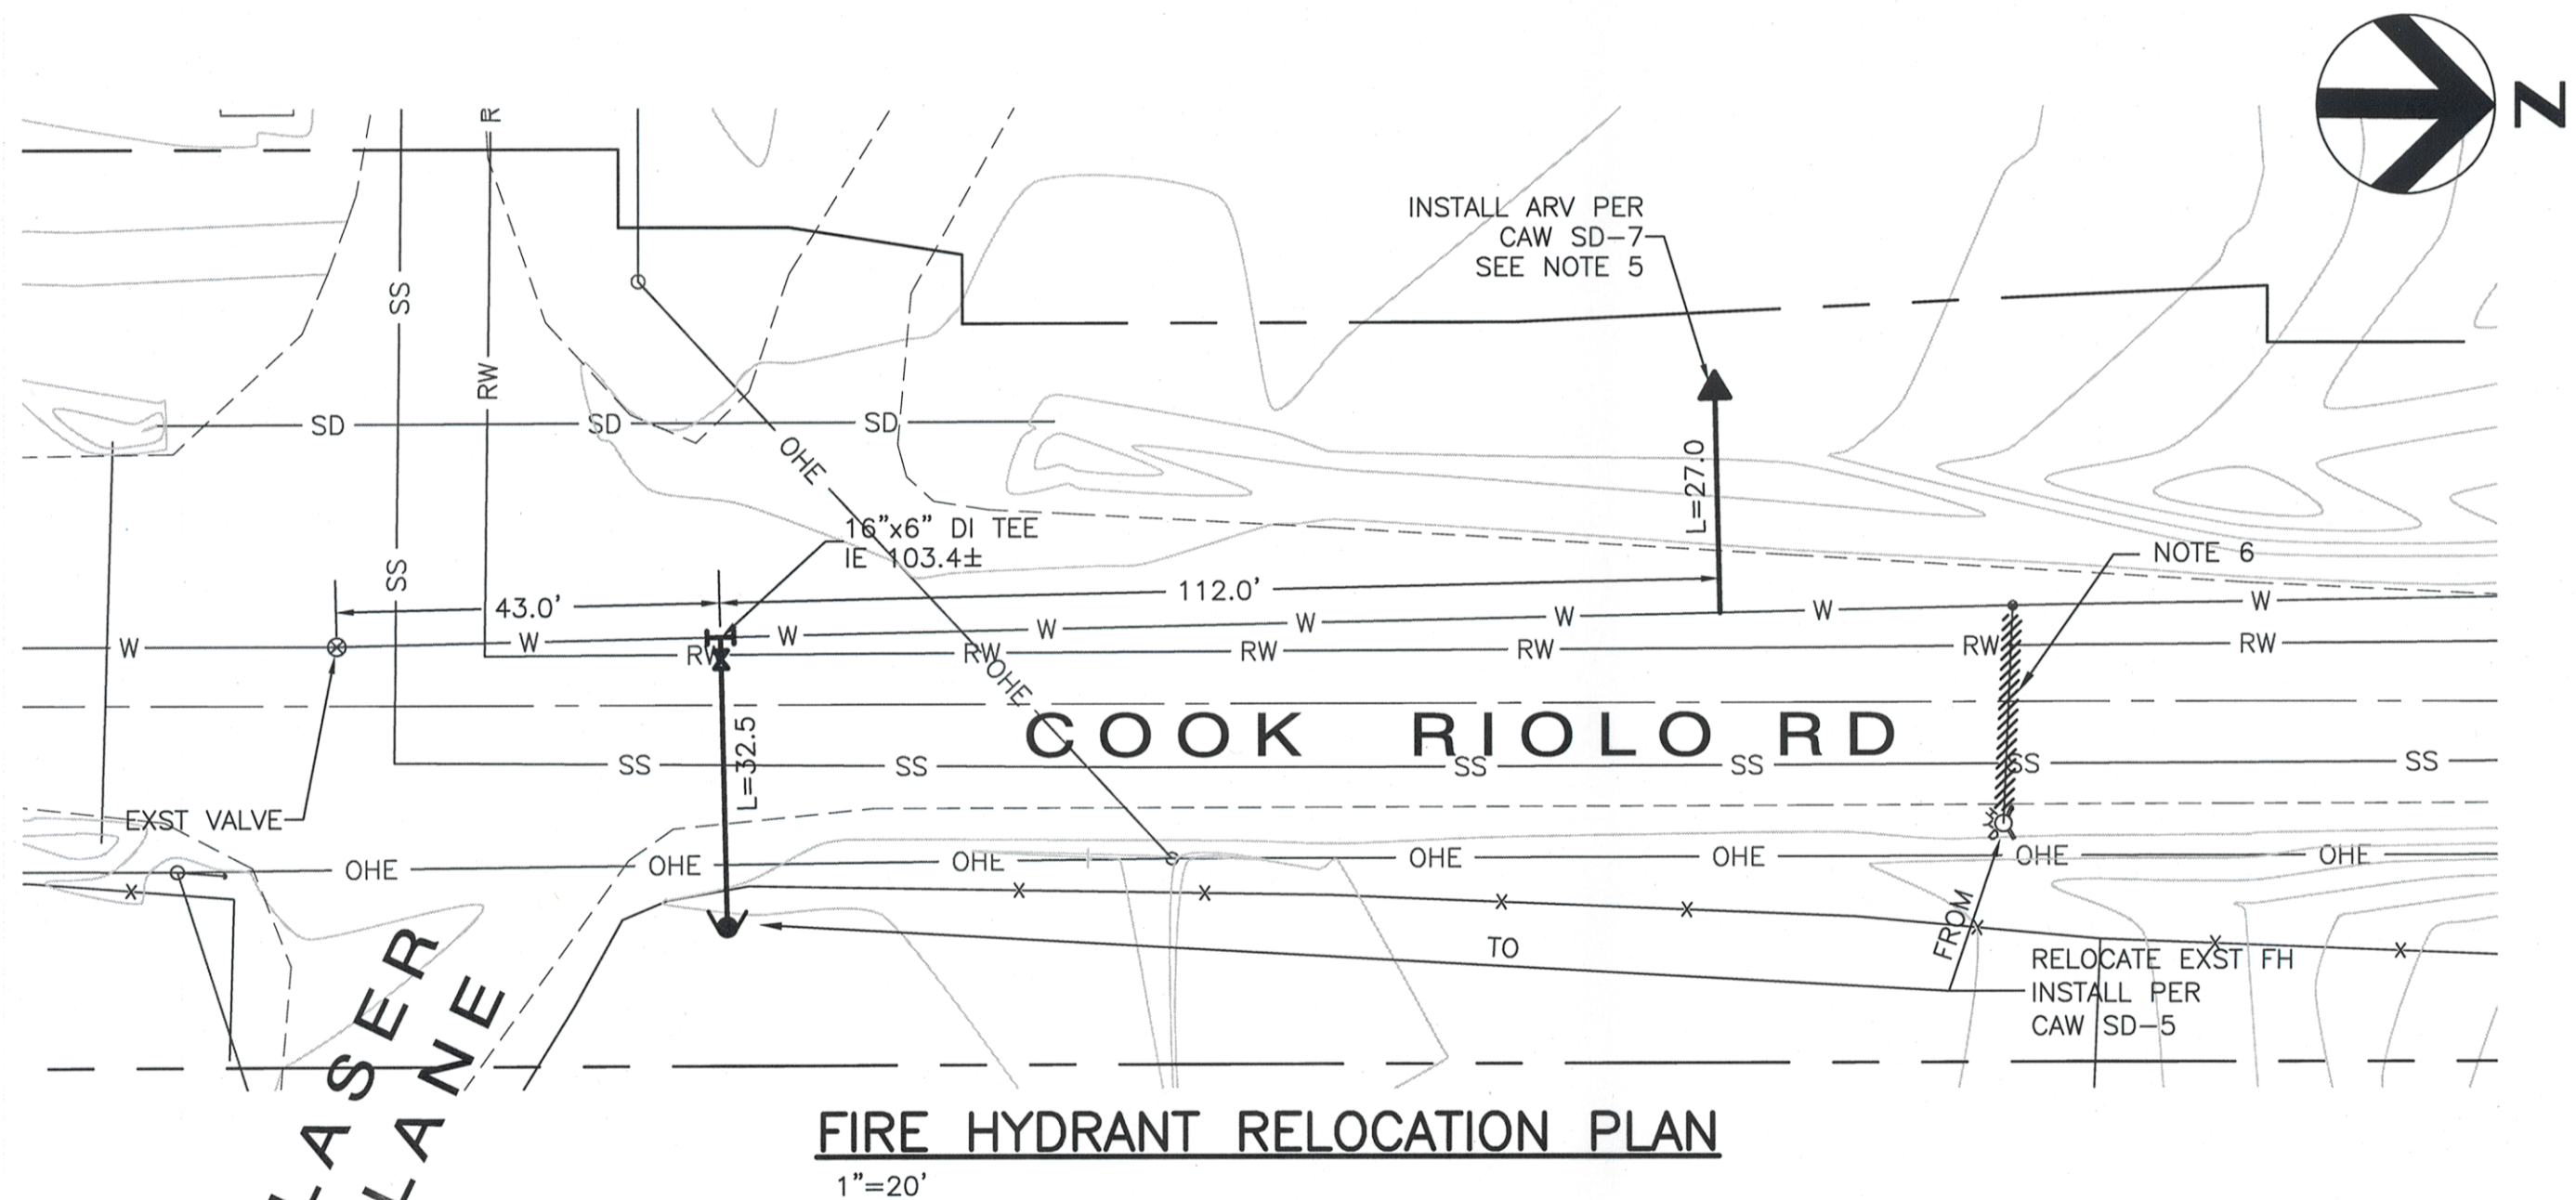 N
R
INSTALL ARV PER
CAW SD-7
SEE NOTE 5
SS
RW
SD SD SD
OHE
L=27.0
16"x6" DI TEE
IE 103.4±
NOTE 6
SS
43.0'
112.0'
W W W W W W W W
RW RW RW RW RW RW
OHE
COOK RIOLO RD
L=32.5
SS SS SS SS SS SS
EXST VALVE
OHE OHE OHE OHE OHE OHE OHE
X X X X X X X X
FROM
TO
RELOCATE EXST FH
INSTALL PER
CAW SD-5
LASER
LANE
FIRE HYDRANT RELOCATION PLAN
1"=20'